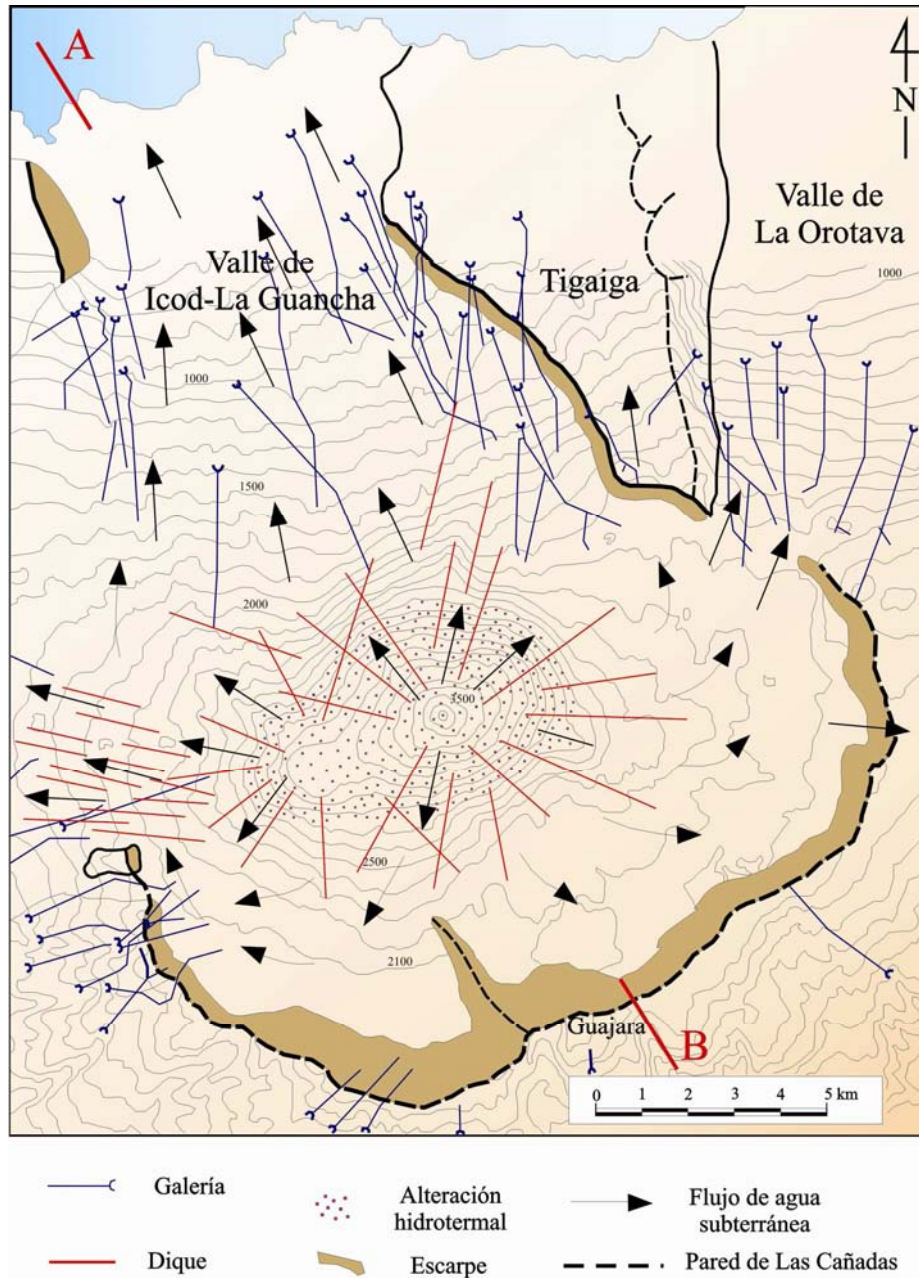 A
N
Valle de
La Orotava
Valle de
Icod-La Guancha
Tigaiga
1000
1000
1500
2000
3500
2500
2100
Guajara
B
0 1 2 3 4 5 km
Galería
Alteración
hidrotermal
Flujo de agua
subterránea
Dique
Escarpe
Pared de Las Cañadas